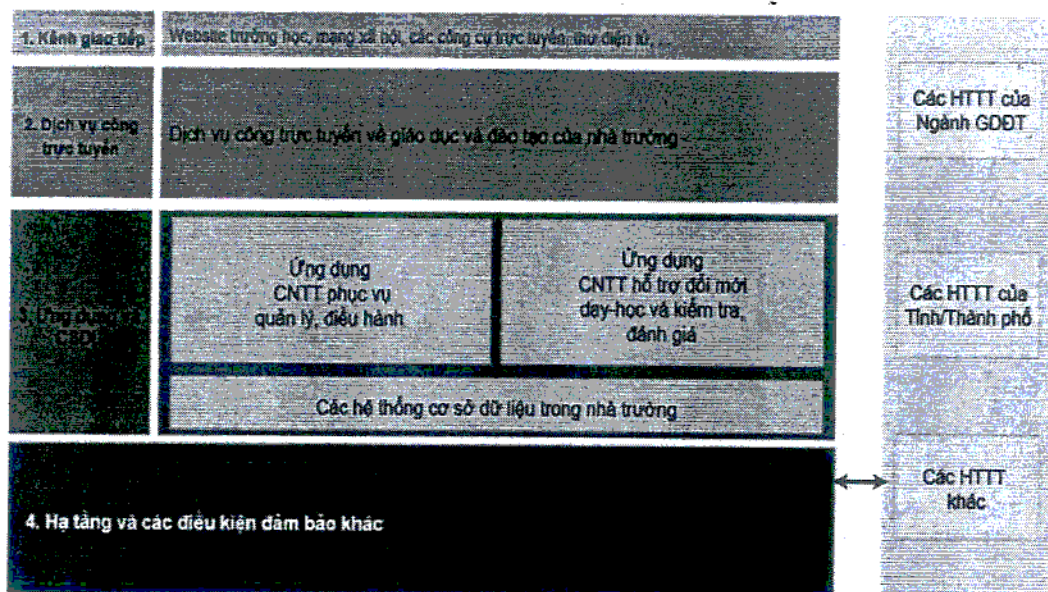 1. Kênh giao tiếp
Website trường học, mạng xã hội, các công cụ trực tuyến, thư điện tử, ...
2. Dịch vụ công
trực tuyến
Dịch vụ công trực tuyến về giáo dục và đào tạo của nhà trường
3. Ứng dụng và
CSDL
Ứng dụng
CNTT phục vụ
quản lý, điều hành
Ứng dụng
CNTT hỗ trợ đổi mới
dạy-học và kiểm tra,
đánh giá
Các hệ thống cơ sở dữ liệu trong nhà trường
4. Hạ tầng và các điều kiện đảm bảo khác
Các HTTT của
Ngành GDĐT
Các HTTT của
Tỉnh/Thành phố
Các HTTT
khác